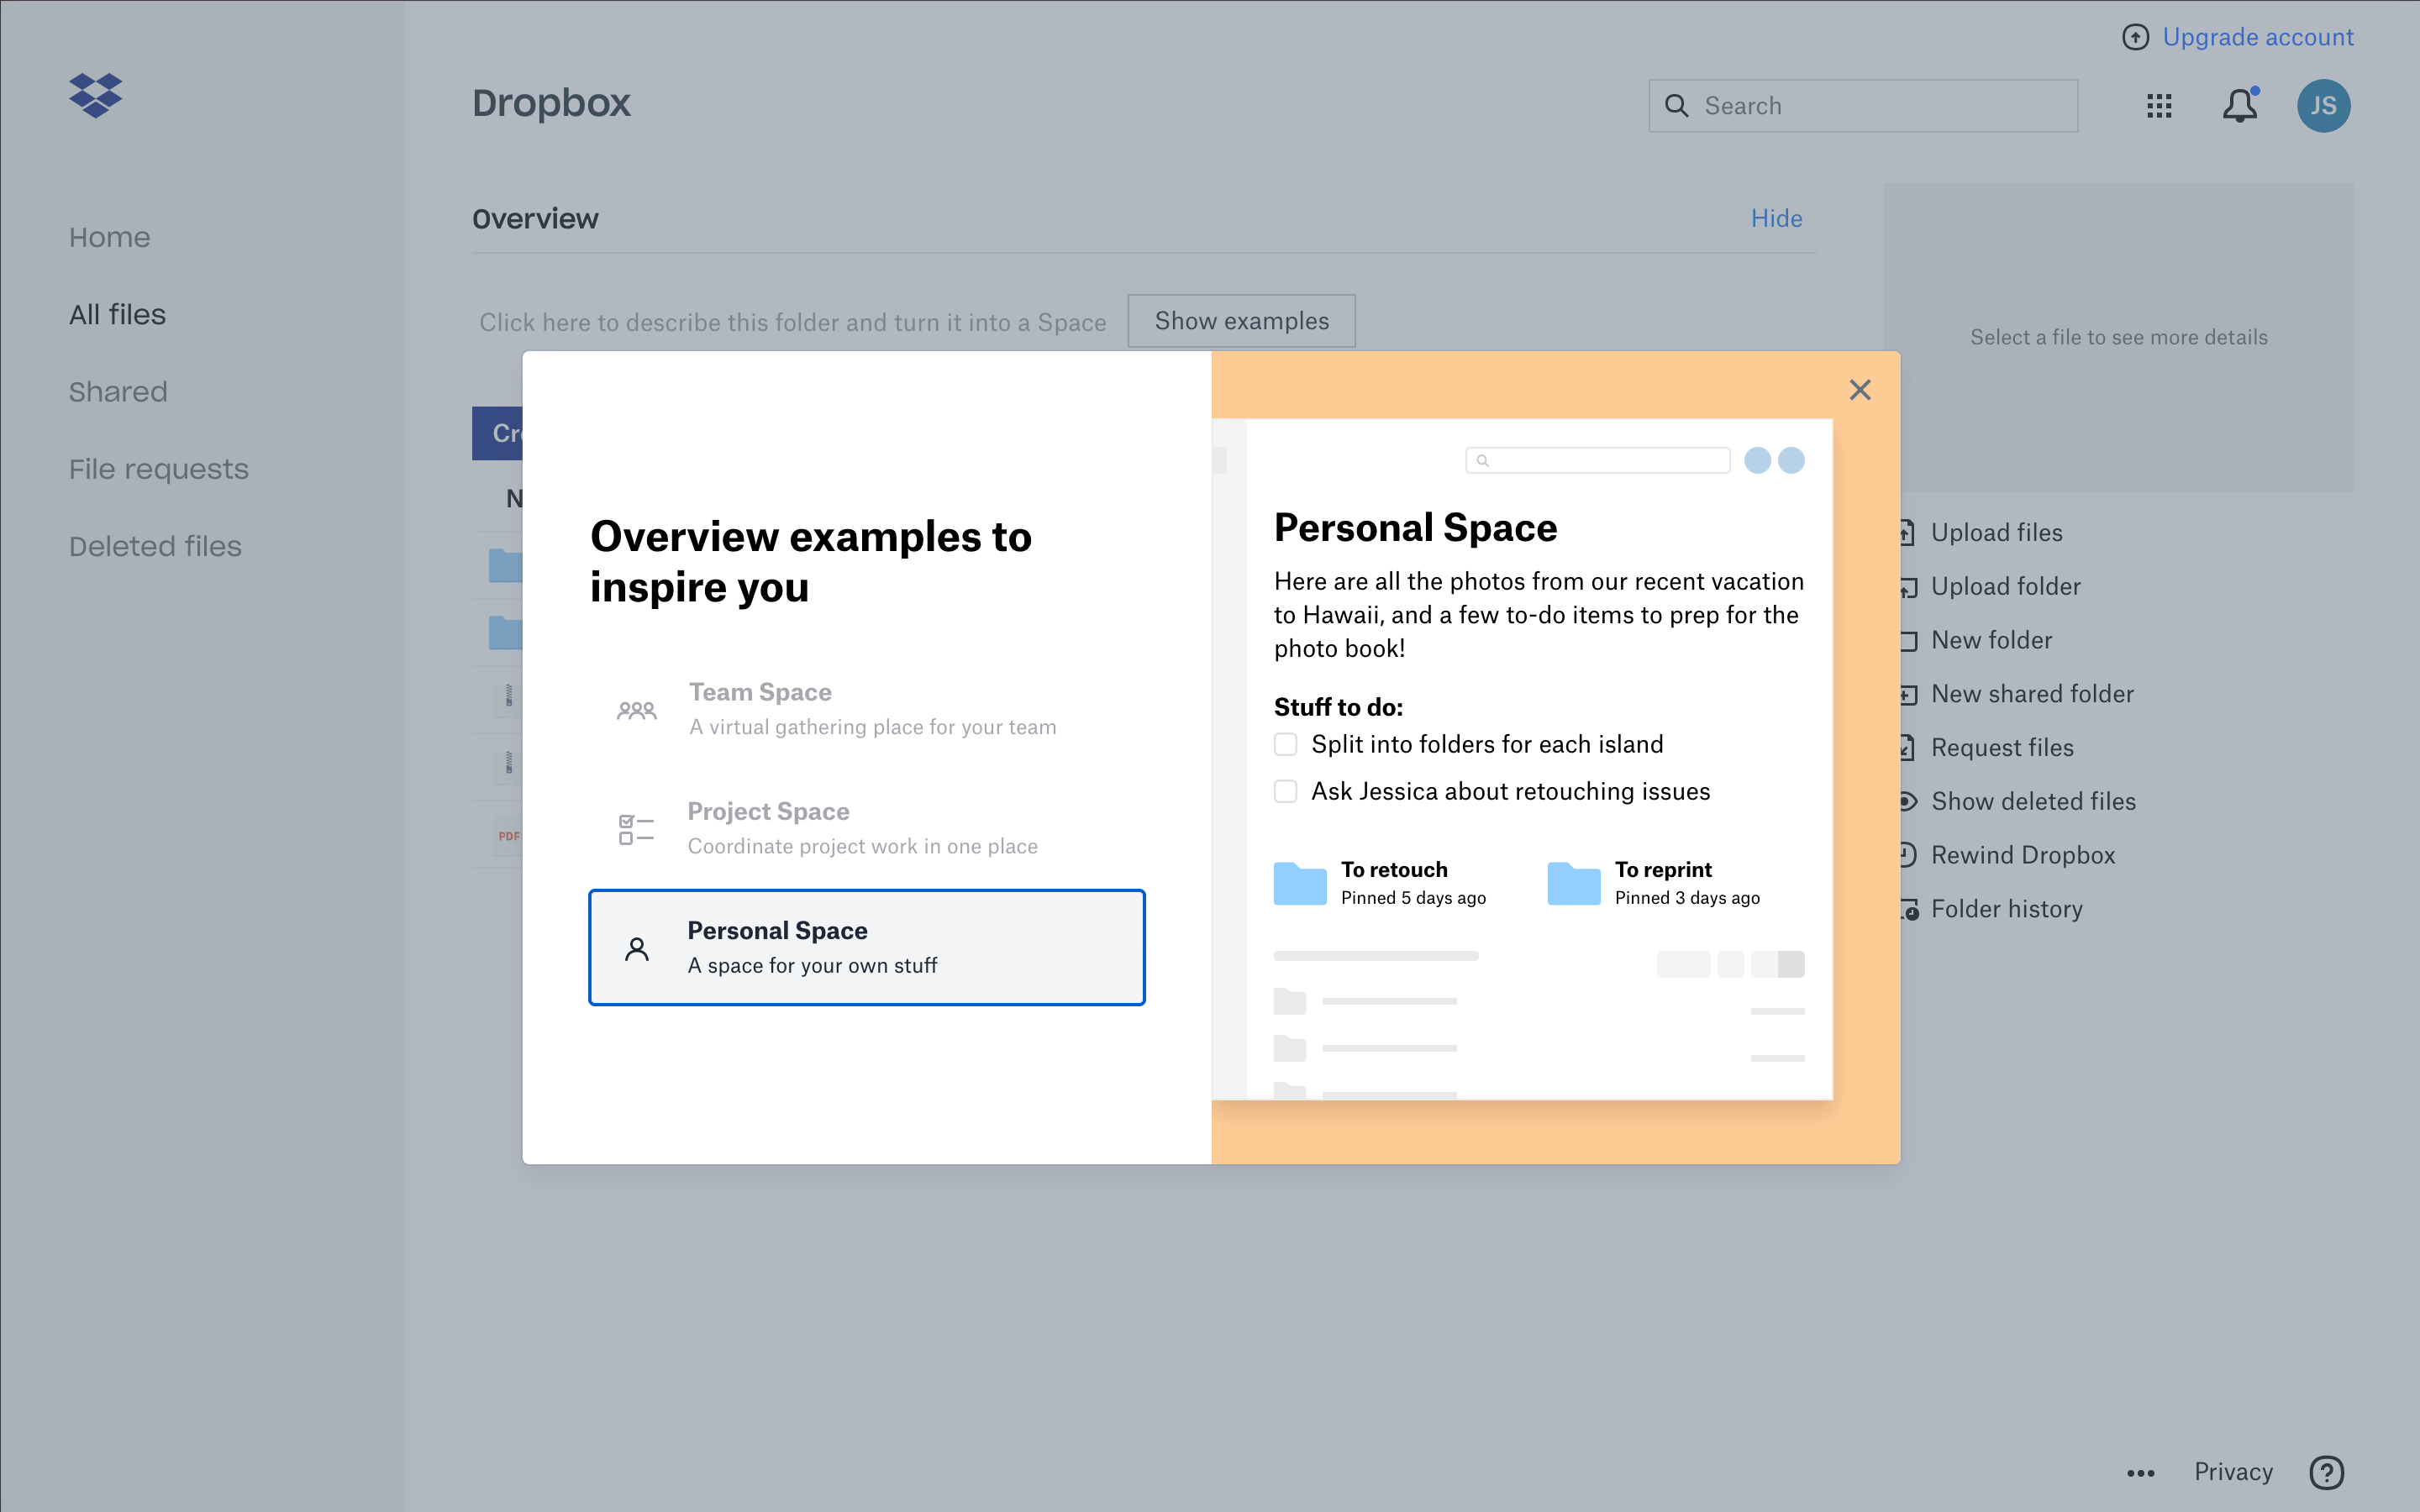 Upgrade account
Dropbox
Search
JS
Home
All files
Shared
File requests
Deleted files
Overview
Hide
Click here to describe this folder and turn it into a Space
Show examples
Select a file to see more details
Overview examples to
inspire you
Team Space
A virtual gathering place for your team
Project Space
Coordinate project work in one place
Personal Space
A space for your own stuff
PDF
Personal Space
Here are all the photos from our recent vacation
to Hawaii, and a few to-do items to prep for the
photo book!
Stuff to do:
Split into folders for each island
Ask Jessica about retouching issues
To retouch
Pinned 5 days ago
To reprint
Pinned 3 days ago
Upload files
Upload folder
New folder
New shared folder
Request files
Show deleted files
Rewind Dropbox
Folder history
Privacy